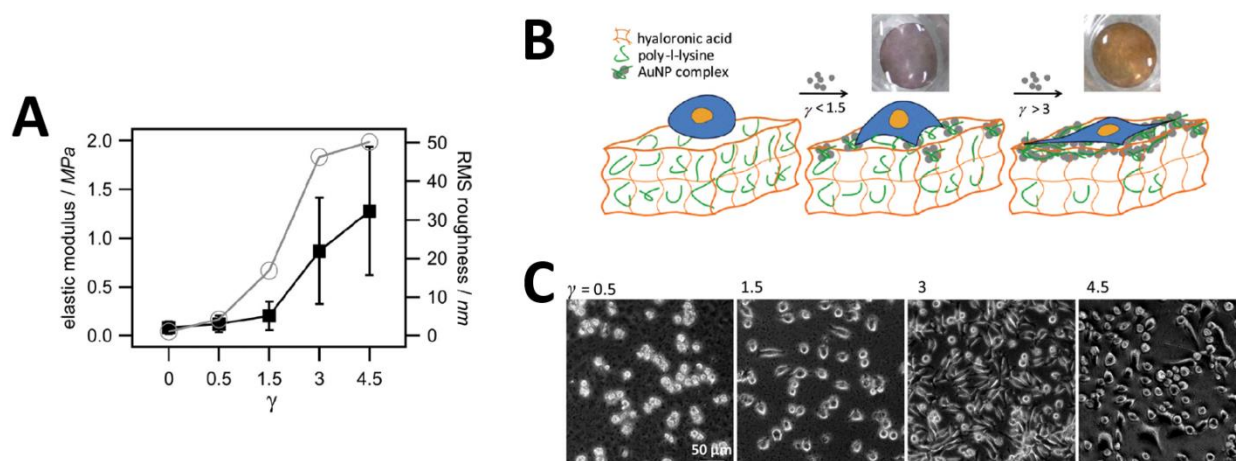 A
elastic modulus / MPa
2.0
1.5
1.0
0.5
0.0
50
40
30
20
10
0
RMS roughness / nm
0 0.5 1.5 3 4.5
γ
B
hyaloronic acid
poly-l-lysine
AuNP complex
γ < 1.5
γ > 3
C
γ = 0.5 1.5 3 4.5
50 µm